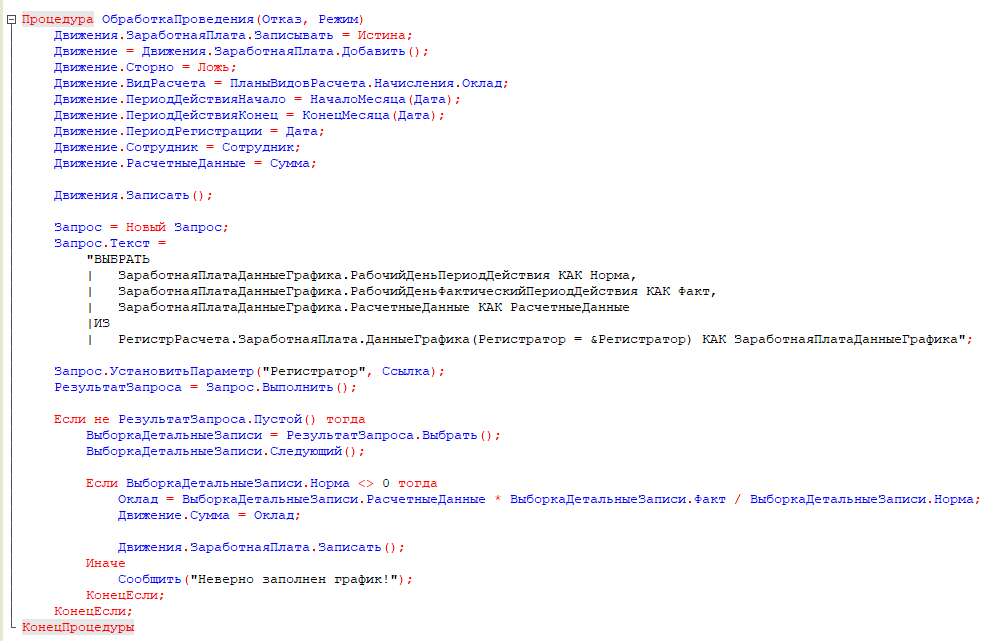 Процедура ОбработкаПроведения(Отказ, Режим)
Движения.ЗаработнаяПлата.Записывать = Истина;
Движение = Движения.ЗаработнаяПлата.Добавить();
Движение.Сторно = Ложь;
Движение.ВидРасчета = ПланыВидовРасчета.Начисления.Оклад;
Движение.ПериодДействияНачало = НачалоМесяца(Дата);
Движение.ПериодДействияКонец = КонецМесяца(Дата);
Движение.ПериодРегистрации = Дата;
Движение.Сотрудник = Сотрудник;
Движение.РасчетныеДанные = Сумма;
Движения.Записать();
Запрос = Новый Запрос;
Запрос.Текст =
"ВЫБРАТЬ
|   ЗаработнаяПлатаДанныеГрафика.РабочийДеньПериодДействия КАК Норма,
|   ЗаработнаяПлатаДанныеГрафика.РабочийДеньФактическийПериодДействия КАК Факт,
|   ЗаработнаяПлатаДанныеГрафика.РасчетныеДанные КАК РасчетныеДанные
|ИЗ
|   РегистрРасчета.ЗаработнаяПлата.ДанныеГрафика(Регистратор = &Регистратор) КАК ЗаработнаяПлатаДанныеГрафика";
Запрос.УстановитьПараметр("Регистратор", Ссылка);
РезультатЗапроса = Запрос.Выполнить();
Если не РезультатЗапроса.Пустой() тогда
ВыборкаДетальныеЗаписи = РезультатЗапроса.Выбрать();
ВыборкаДетальныеЗаписи.Следующий();
Если ВыборкаДетальныеЗаписи.Норма <> 0 тогда
Оклад = ВыборкаДетальныеЗаписи.РасчетныеДанные * ВыборкаДетальныеЗаписи.Факт / ВыборкаДетальныеЗаписи.Норма;
Движение.Сумма = Оклад;
Движения.ЗаработнаяПлата.Записать();
Иначе
Сообщить("Неверно заполнен график!");
КонецЕсли;
КонецЕсли;
КонецПроцедуры